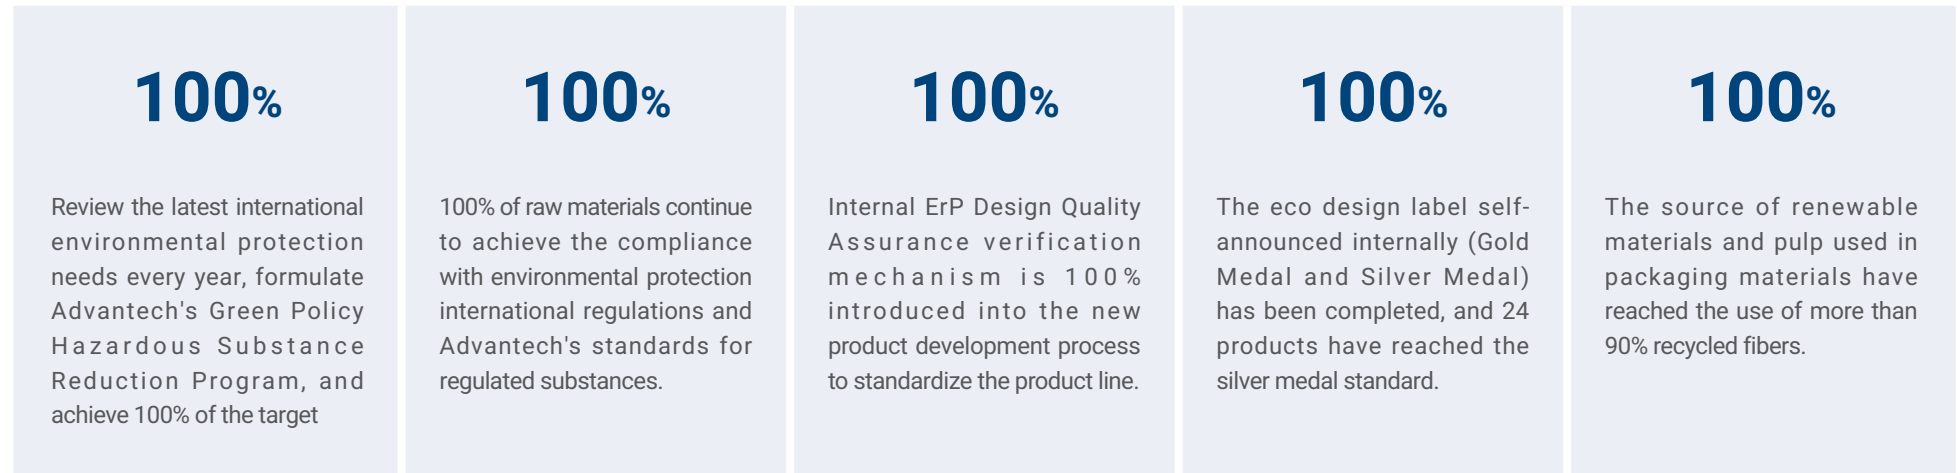 100%
Review the latest international
environmental protection
needs every year, formulate
Advantech's Green Policy
Hazardous Substance
Reduction Program, and
achieve 100% of the target
100%
100% of raw materials continue
to achieve the compliance
with environmental protection
international regulations and
Advantech's standards for
regulated substances.
100%
Internal ErP Design Quality
Assurance verification
mechanism is 100%
introduced into the new
product development process
to standardize the product line.
100%
The eco design label self-
announced internally (Gold
Medal and Silver Medal)
has been completed, and 24
products have reached the
silver medal standard.
100%
The source of renewable
materials and pulp used in
packaging materials have
reached the use of more than
90% recycled fibers.